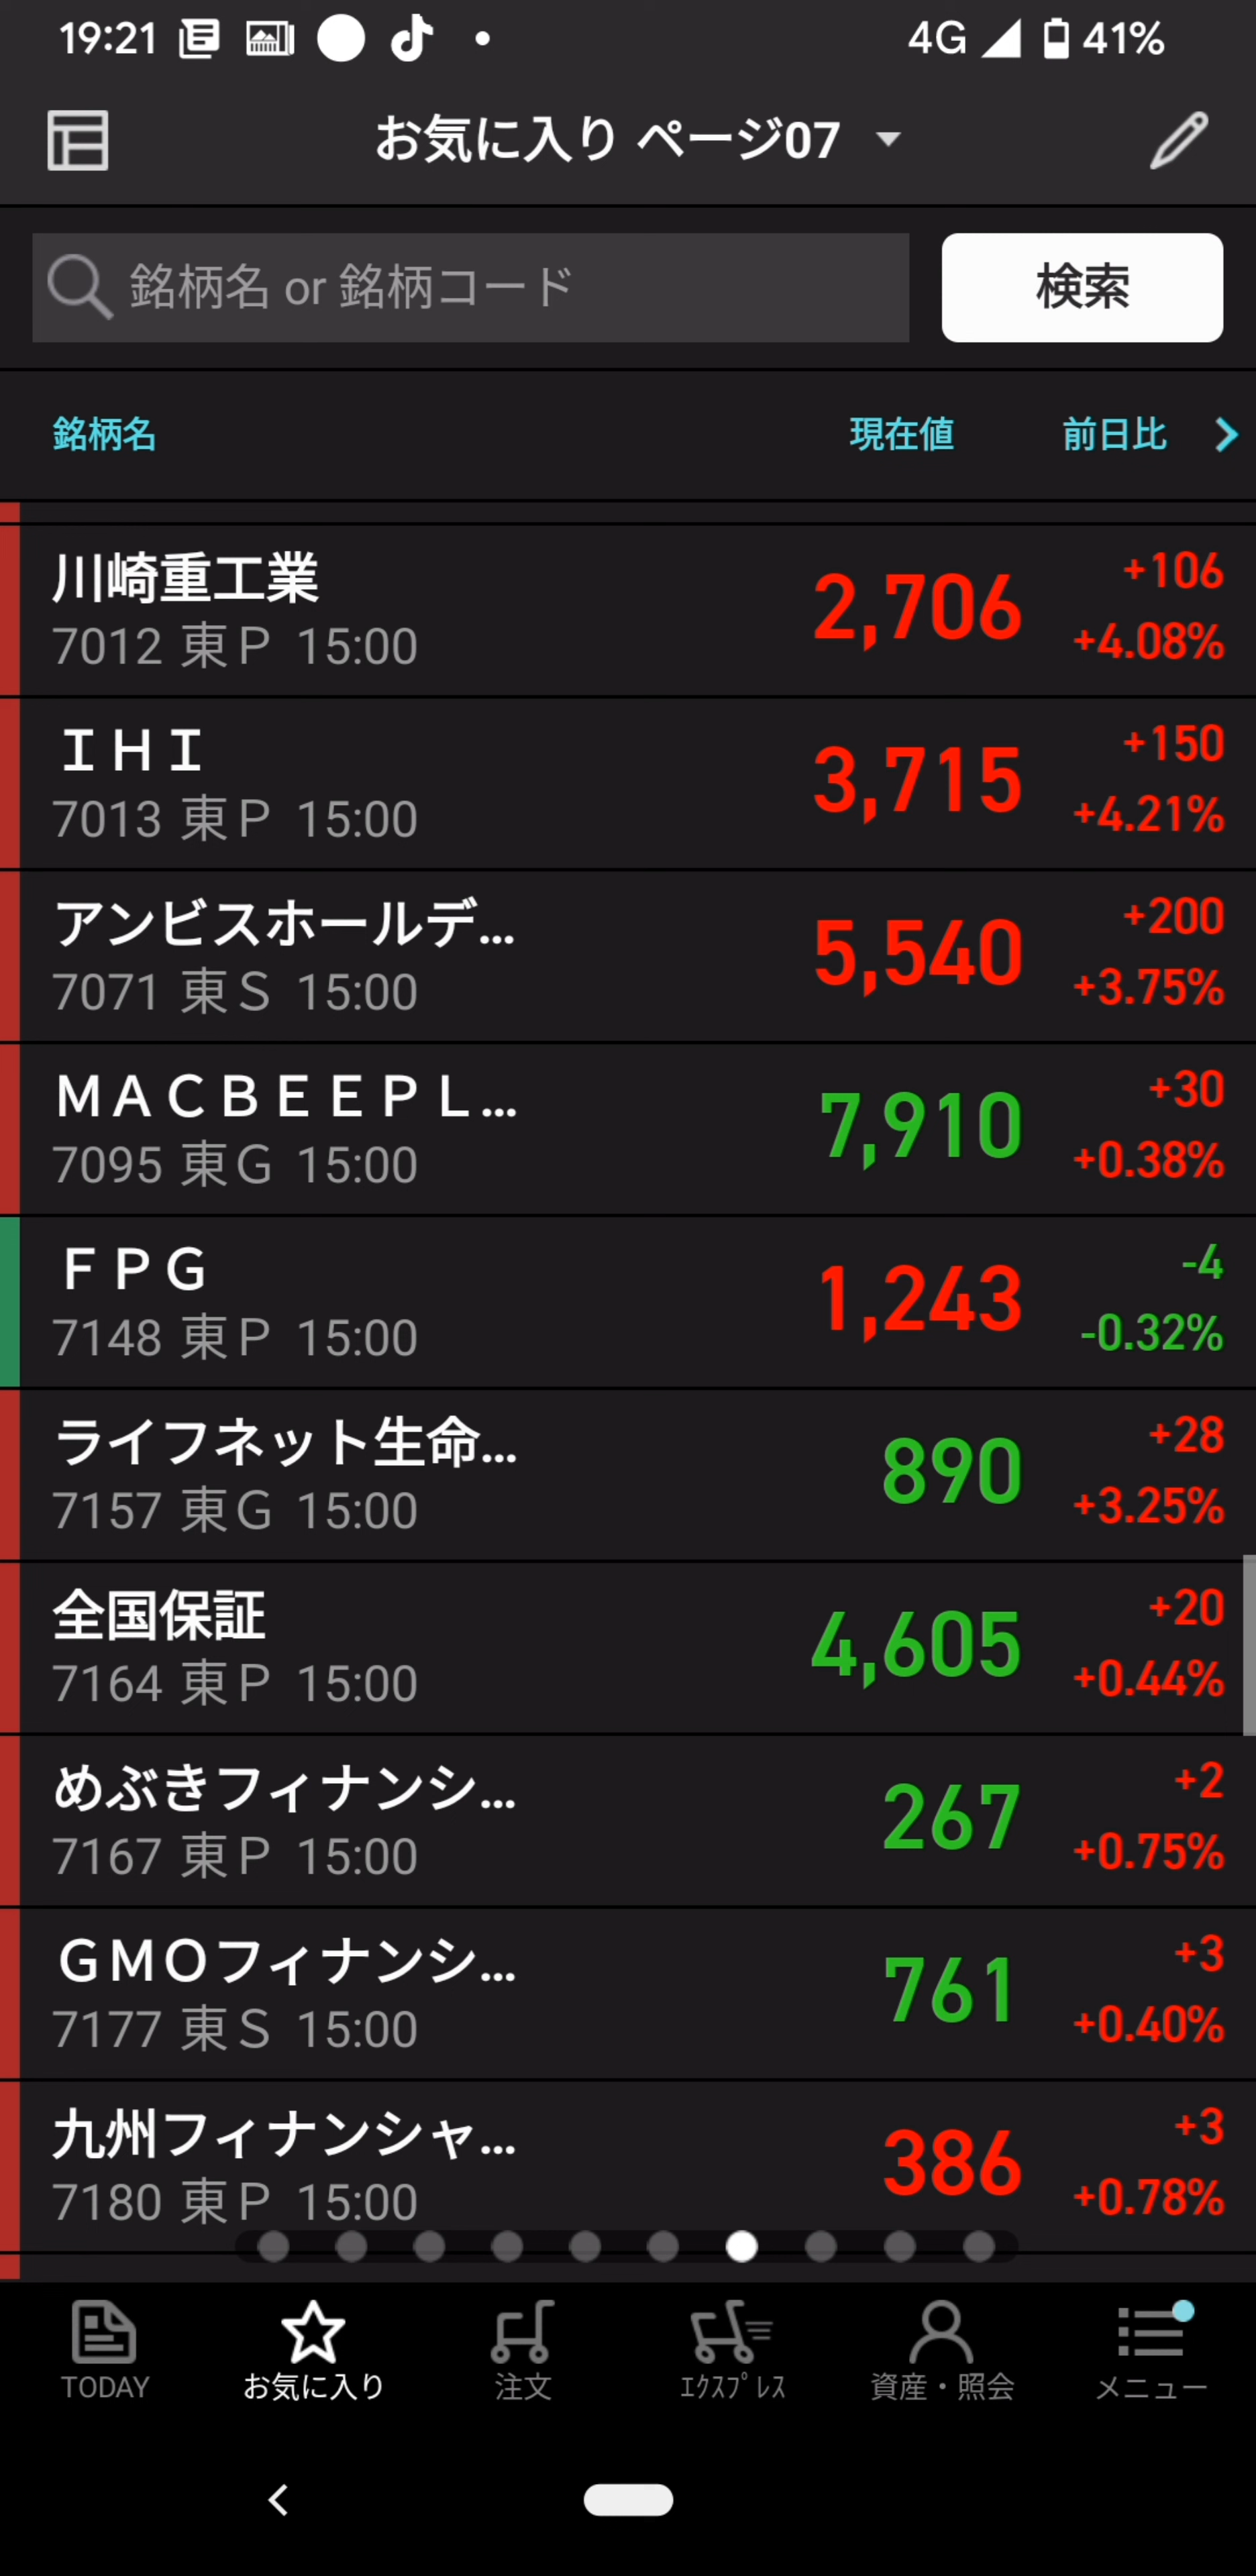 19:21 4G 41%
お気に入り ページ07
銘柄名 or 銘柄コード 検索
銘柄名 現在値 前日比
川崎重工業 2,706 +106
7012 東Ｐ 15:00 +4.08%
ＩＨＩ 3,715 +150
7013 東Ｐ 15:00 +4.21%
アンビスホールデ... 5,540 +200
7071 東Ｓ 15:00 +3.75%
ＭＡＣＢＥＥＰＬ... 7,910 +30
7095 東Ｇ 15:00 +0.38%
ＦＰＧ 1,243 -4
7148 東Ｐ 15:00 -0.32%
ライフネット生命... 890 +28
7157 東Ｇ 15:00 +3.25%
全国保証 4,605 +20
7164 東Ｐ 15:00 +0.44%
めぶきフィナンシ... 267 +2
7167 東Ｐ 15:00 +0.75%
ＧＭＯフィナンシ... 761 +3
7177 東Ｓ 15:00 +0.40%
九州フィナンシャ... 386 +3
7180 東Ｐ 15:00 +0.78%
TODAY お気に入り 注文 ｴｸｽﾌﾟﾚｽ 資産・照会 メニュー